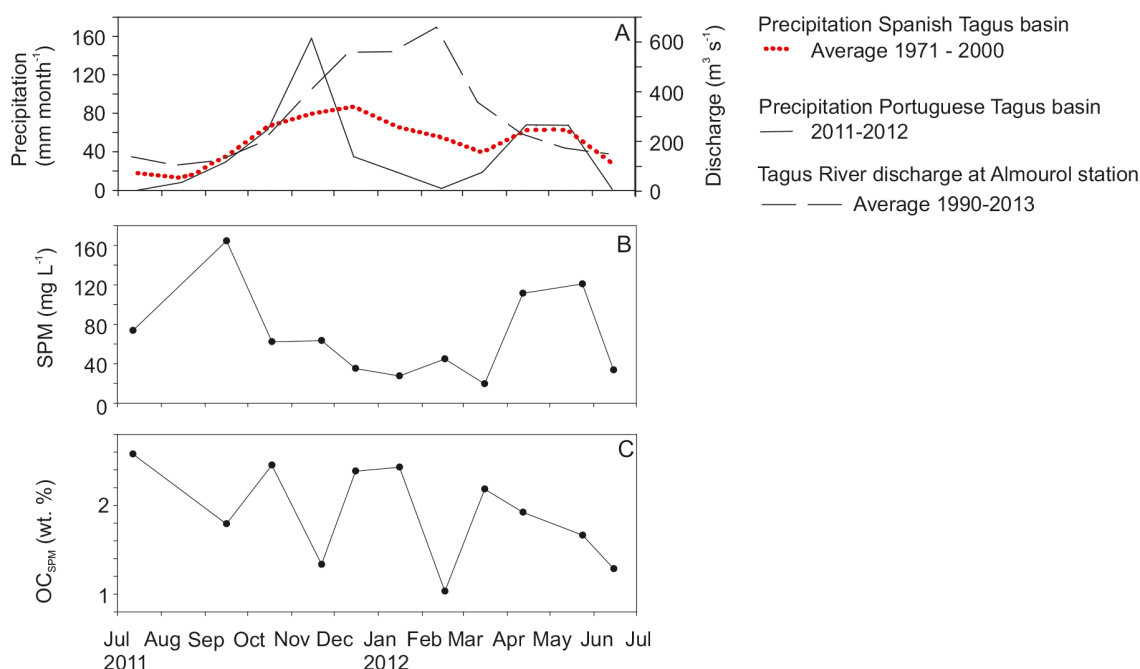 A
Precipitation
(mm month⁻¹)
160
120
80
40
0
600
400
200
0
Discharge (m³ s⁻¹)
Precipitation Spanish Tagus basin
Average 1971 - 2000
Precipitation Portuguese Tagus basin
2011-2012
Tagus River discharge at Almourol station
Average 1990-2013
B
SPM (mg L⁻¹)
160
120
80
40
0
C
OCSPM (wt. %)
2
1
Jul Aug Sep Oct Nov Dec Jan Feb Mar Apr May Jun Jul
2011 2012